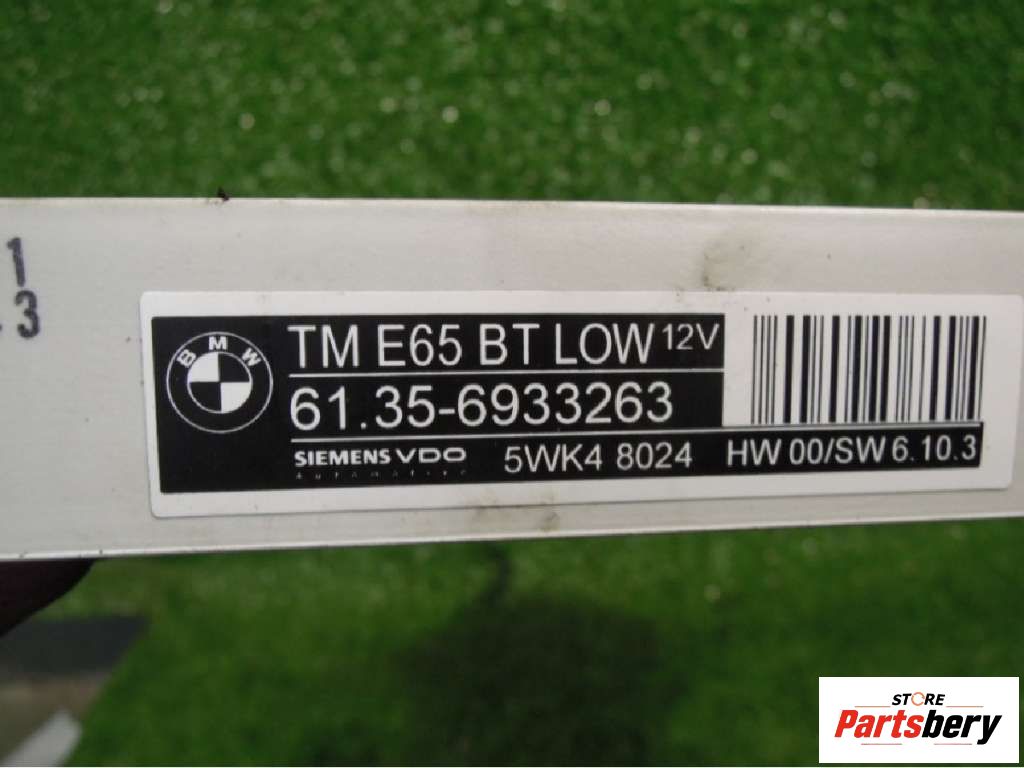 1
3
BMW
TM E65 BT LOW 12V
61.35-6933263
SIEMENS VDO
Automotive
5WK4 8024
HW 00/SW 6.10.3
STORE
Partsbery